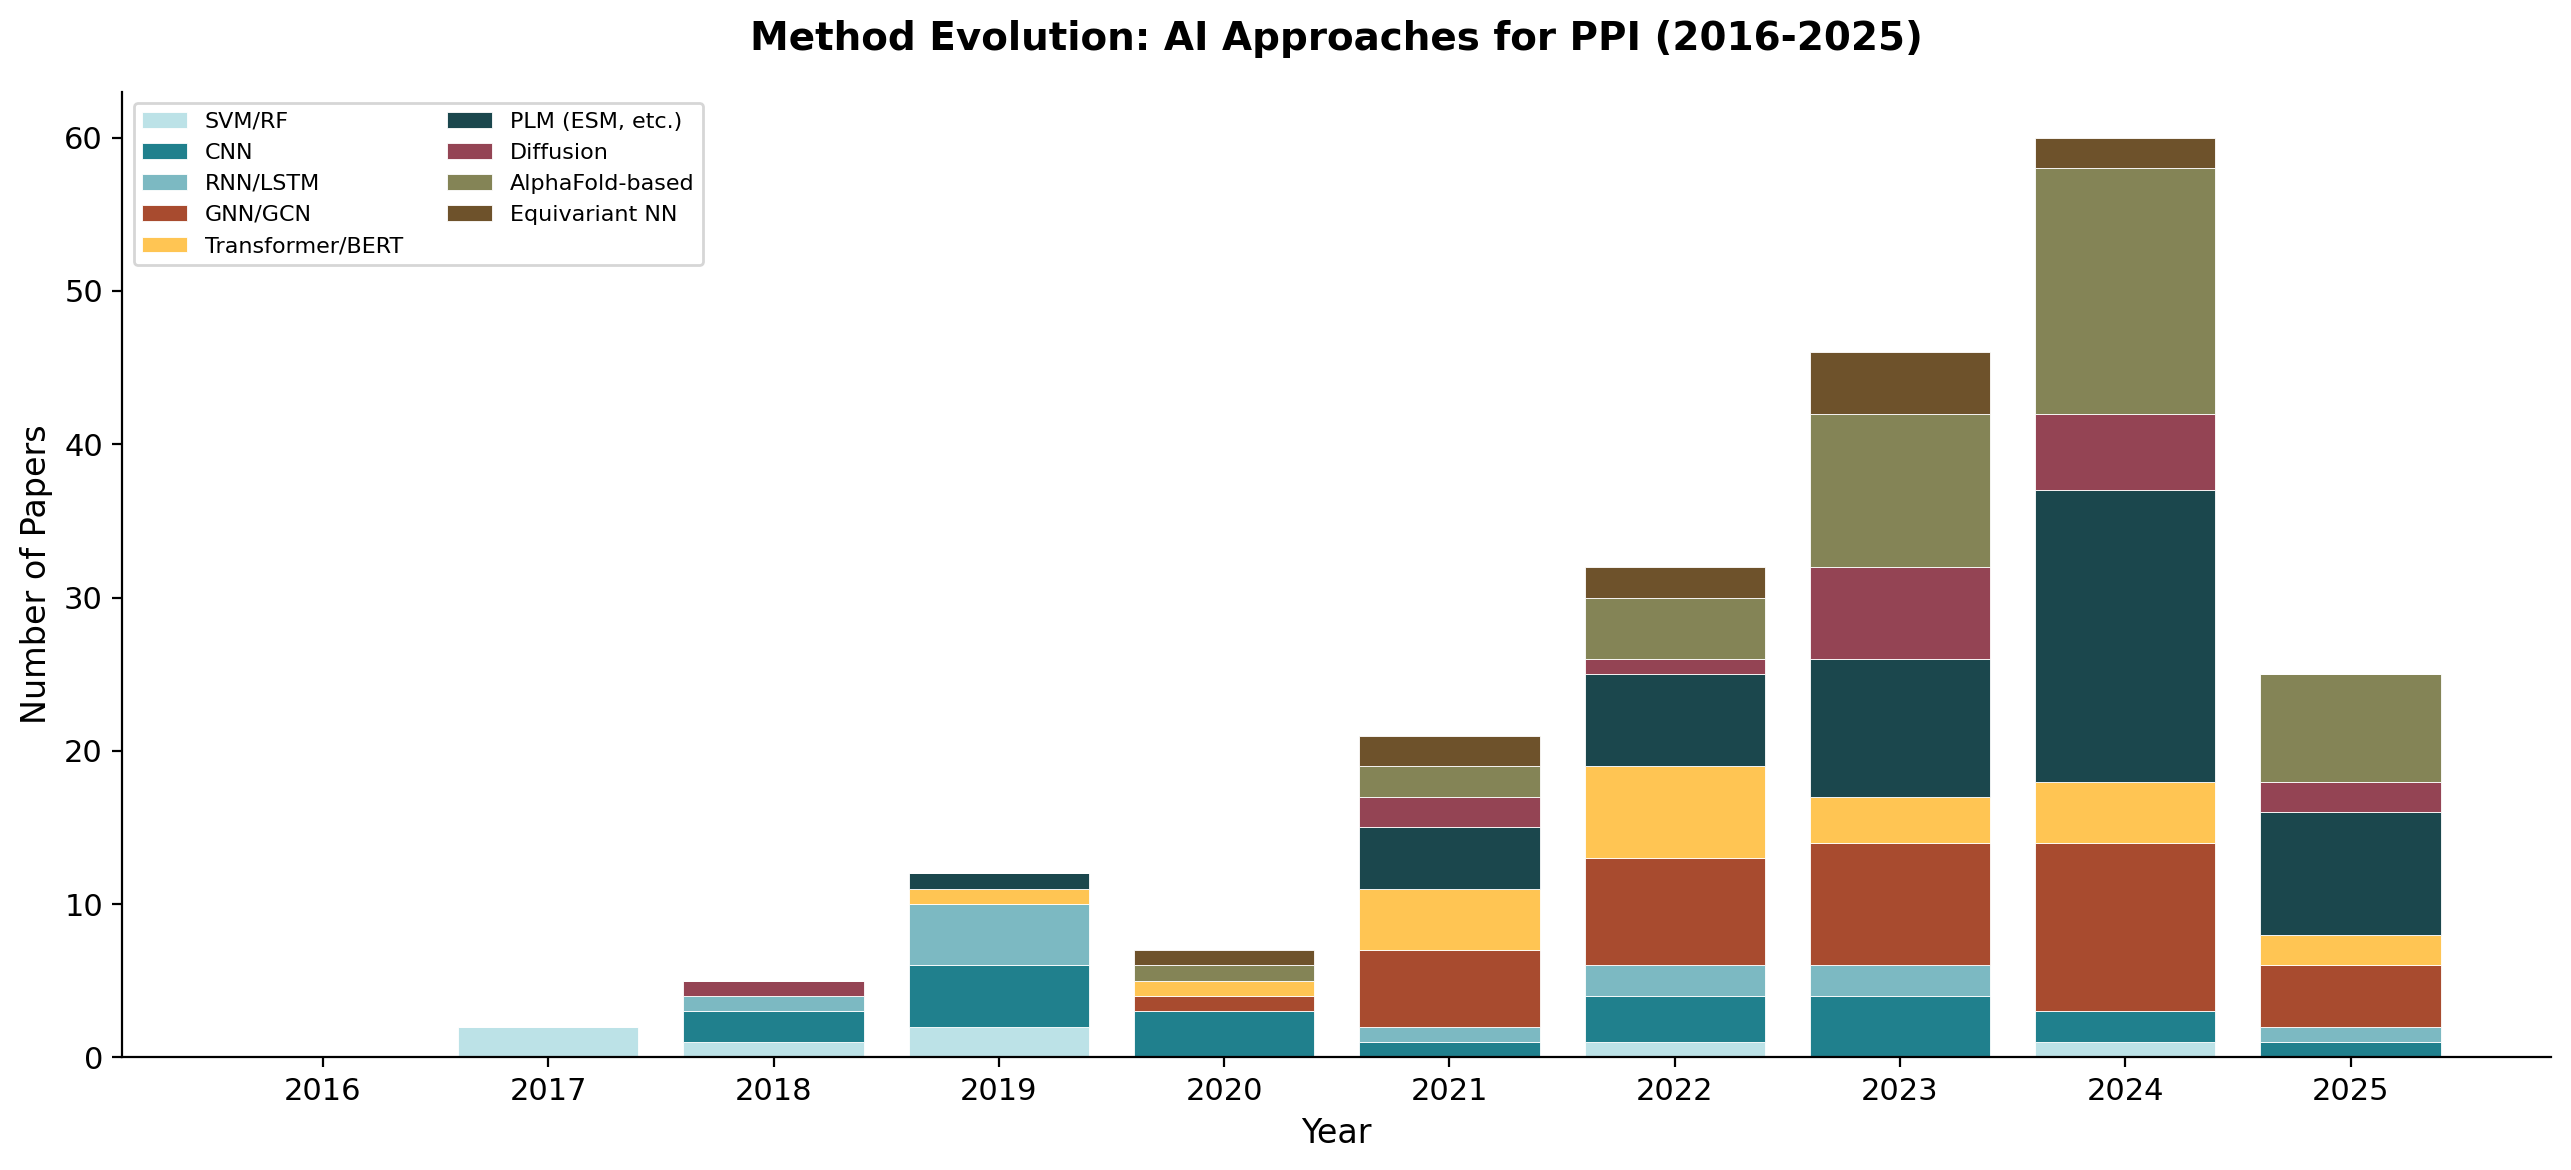 Method Evolution: AI Approaches for PPI (2016-2025)
SVM/RF
CNN
RNN/LSTM
GNN/GCN
Transformer/BERT
PLM (ESM, etc.)
Diffusion
AlphaFold-based
Equivariant NN
Number of Papers
60
50
40
30
20
10
0
2016 2017 2018 2019 2020 2021 2022 2023 2024 2025
Year